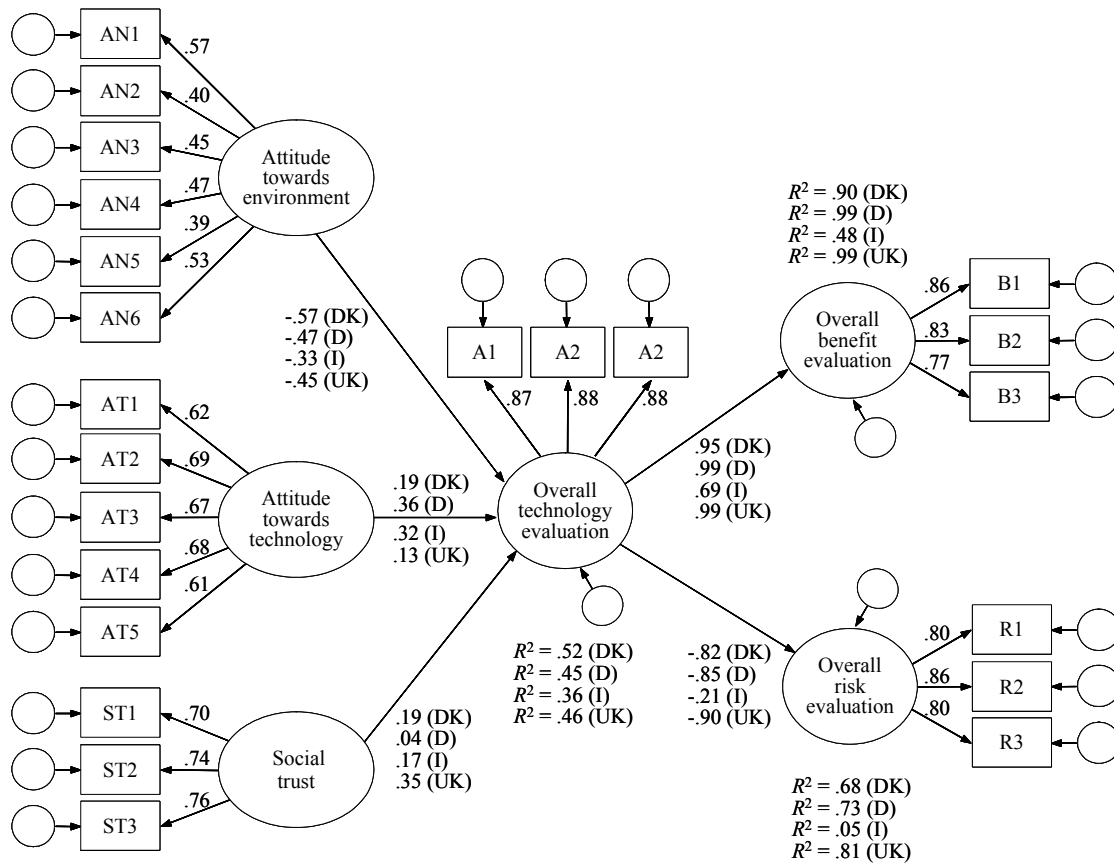 AN1
.57
AN2
.40
AN3
.45
AN4
.47
AN5
.39
AN6
.53
Attitude
towards
environment
-.57 (DK)
-.47 (D)
-.33 (I)
-.45 (UK)
AT1
.62
AT2
.69
AT3
.67
AT4
.68
AT5
.61
Attitude
towards
technology
.19 (DK)
.36 (D)
.32 (I)
.13 (UK)
ST1
.70
ST2
.74
ST3
.76
Social
trust
.19 (DK)
.04 (D)
.17 (I)
.35 (UK)
A1
A2
A2
.87
.88
.88
Overall
technology
evaluation
R² = .52 (DK)
R² = .45 (D)
R² = .36 (I)
R² = .46 (UK)
.95 (DK)
.99 (D)
.69 (I)
.99 (UK)
-.82 (DK)
-.85 (D)
-.21 (I)
-.90 (UK)
R² = .90 (DK)
R² = .99 (D)
R² = .48 (I)
R² = .99 (UK)
Overall
benefit
evaluation
.86
B1
.83
B2
.77
B3
Overall
risk
evaluation
.80
R1
.86
R2
.80
R3
R² = .68 (DK)
R² = .73 (D)
R² = .05 (I)
R² = .81 (UK)